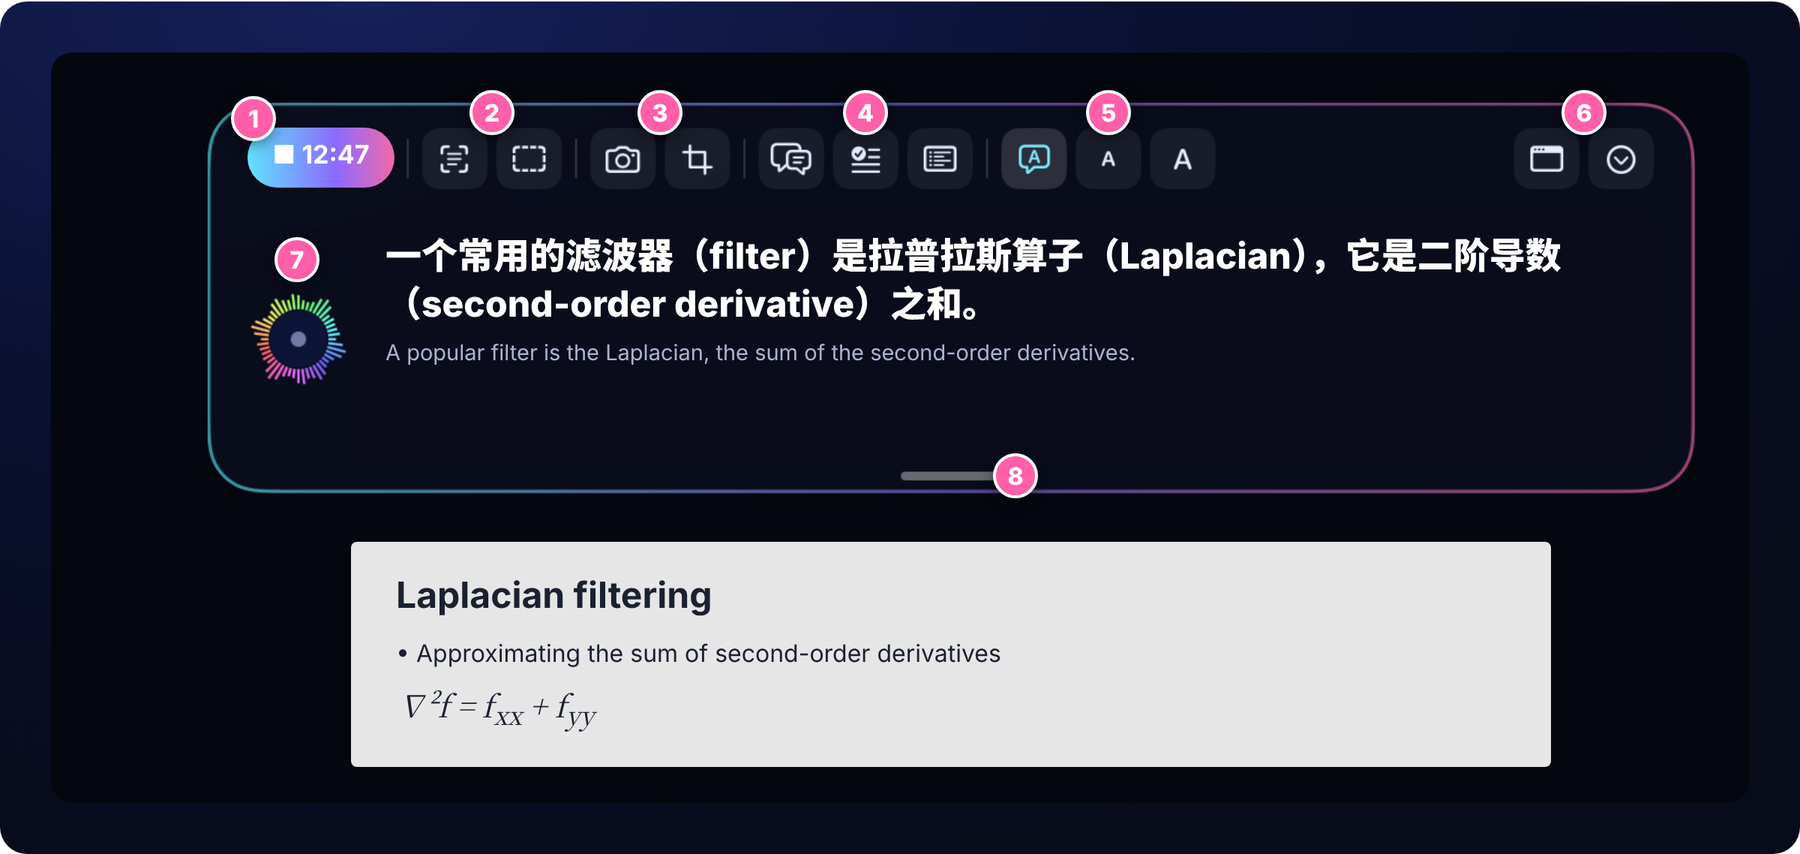 1
2
3
4
5
6
12:47
A
A
A
7
一个常用的滤波器（filter）是拉普拉斯算子（Laplacian），它是二阶导数
（second-order derivative）之和。
A popular filter is the Laplacian, the sum of the second-order derivatives.
8
Laplacian filtering
• Approximating the sum of second-order derivatives
∇²f = f_xx + f_yy